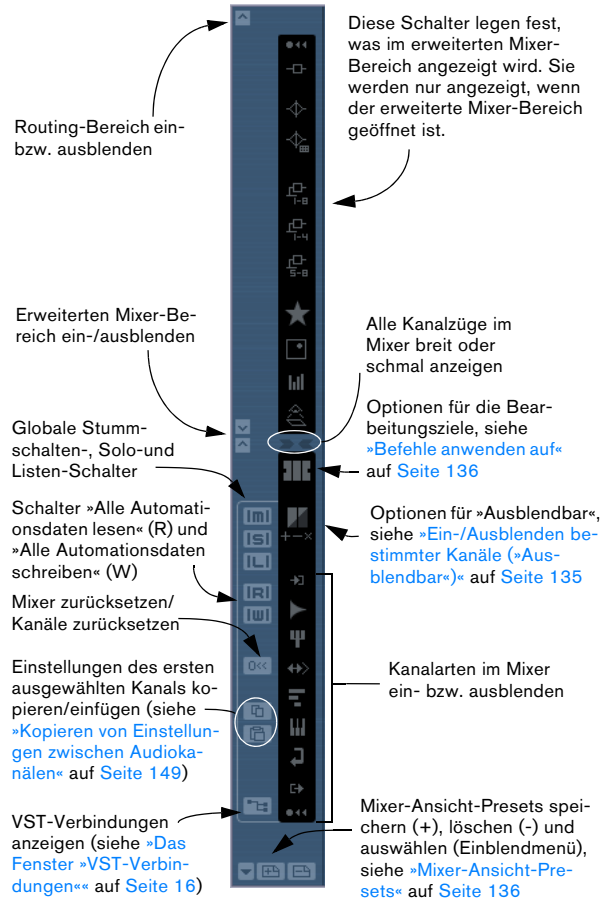 Diese Schalter legen fest,
was im erweiterten Mixer-
Bereich angezeigt wird. Sie
werden nur angezeigt, wenn
der erweiterte Mixer-Bereich
geöffnet ist.
Routing-Bereich ein-
bzw. ausblenden
1-8
1-4
5-8
Erweiterten Mixer-Be-
reich ein-/ausblenden
Alle Kanalzüge im
Mixer breit oder
schmal anzeigen
Globale Stumm-
schalten-, Solo-und
Listen-Schalter
Optionen für die Bear-
beitungsziele, siehe
»Befehle anwenden auf«
auf Seite 136
Schalter »Alle Automati-
onsdaten lesen« (R) und
»Alle Automationsdaten
schreiben« (W)
Optionen für »Ausblendbar«,
siehe »Ein-/Ausblenden be-
stimmter Kanäle (»Aus-
blendbar«)« auf Seite 135
|m|
|S|
|L|
|R|
|W|
+-×
Mixer zurücksetzen/
Kanäle zurücksetzen
0<<
Einstellungen des ersten
ausgewählten Kanals ko-
pieren/einfügen (siehe
»Kopieren von Einstellun-
gen zwischen Audioka-
nälen« auf Seite 149)
Kanalarten im Mixer
ein- bzw. ausblenden
VST-Verbindungen
anzeigen (siehe »Das
Fenster »VST-Verbin-
dungen«« auf Seite 16)
Mixer-Ansicht-Presets spei-
chern (+), löschen (-) und
auswählen (Einblendmenü),
siehe »Mixer-Ansicht-Pre-
sets« auf Seite 136